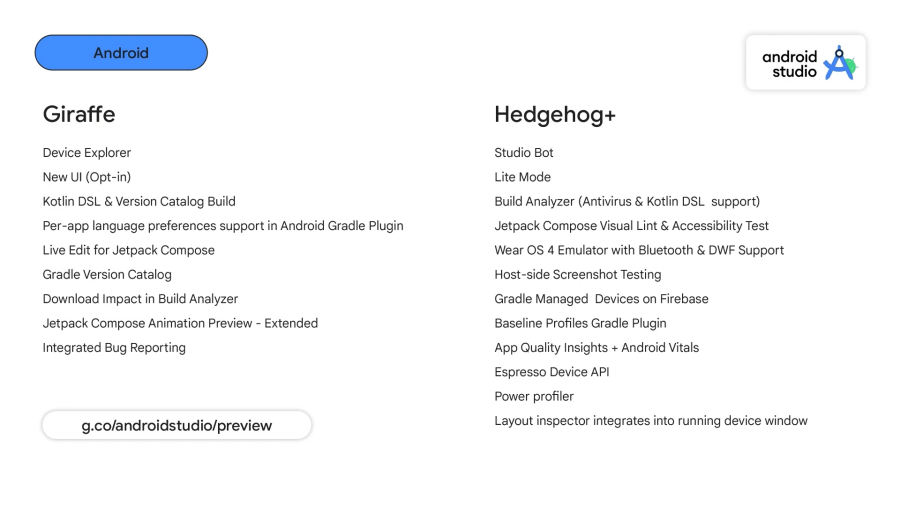 Android
android
studio
Giraffe
Device Explorer
New UI (Opt-in)
Kotlin DSL & Version Catalog Build
Per-app language preferences support in Android Gradle Plugin
Live Edit for Jetpack Compose
Gradle Version Catalog
Download Impact in Build Analyzer
Jetpack Compose Animation Preview - Extended
Integrated Bug Reporting
g.co/androidstudio/preview
Hedgehog+
Studio Bot
Lite Mode
Build Analyzer (Antivirus & Kotlin DSL  support)
Jetpack Compose Visual Lint & Accessibility Test
Wear OS 4 Emulator with Bluetooth & DWF Support
Host-side Screenshot Testing
Gradle Managed  Devices on Firebase
Baseline Profiles Gradle Plugin
App Quality Insights + Android Vitals
Espresso Device API
Power profiler
Layout inspector integrates into running device window